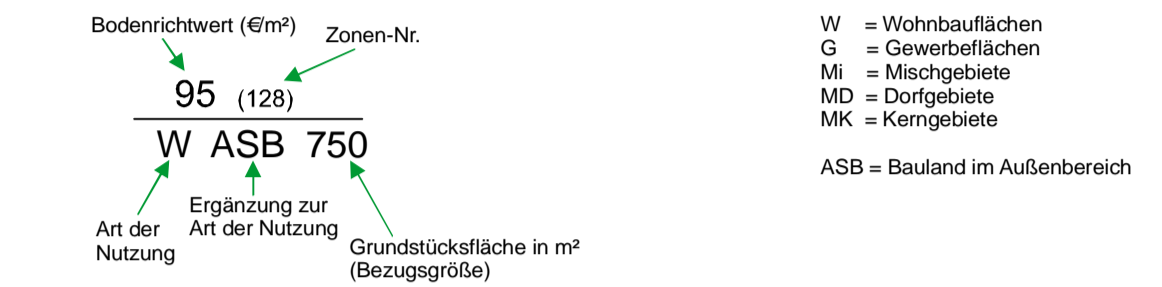 Bodenrichtwert (€/m²)
Zonen-Nr.
95 (128)
W ASB 750
Art der
Nutzung
Ergänzung zur
Art der Nutzung
Grundstücksfläche in m²
(Bezugsgröße)
W = Wohnbauflächen
G = Gewerbeflächen
Mi = Mischgebiete
MD = Dorfgebiete
MK = Kerngebiete
ASB = Bauland im Außenbereich